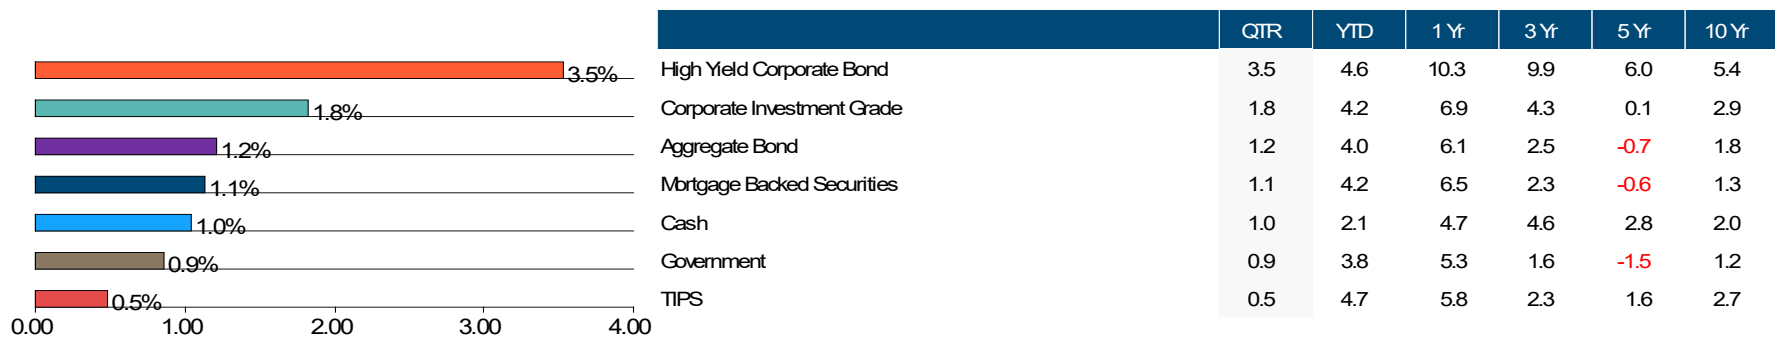 QTR YTD 1 Yr 3 Yr 5 Yr 10 Yr
3.5% High Yield Corporate Bond 3.5 4.6 10.3 9.9 6.0 5.4
1.8% Corporate Investment Grade 1.8 4.2 6.9 4.3 0.1 2.9
1.2% Aggregate Bond 1.2 4.0 6.1 2.5 -0.7 1.8
1.1% Mortgage Backed Securities 1.1 4.2 6.5 2.3 -0.6 1.3
1.0% Cash 1.0 2.1 4.7 4.6 2.8 2.0
0.9% Government 0.9 3.8 5.3 1.6 -1.5 1.2
0.5% TIPS 0.5 4.7 5.8 2.3 1.6 2.7
0.00 1.00 2.00 3.00 4.00